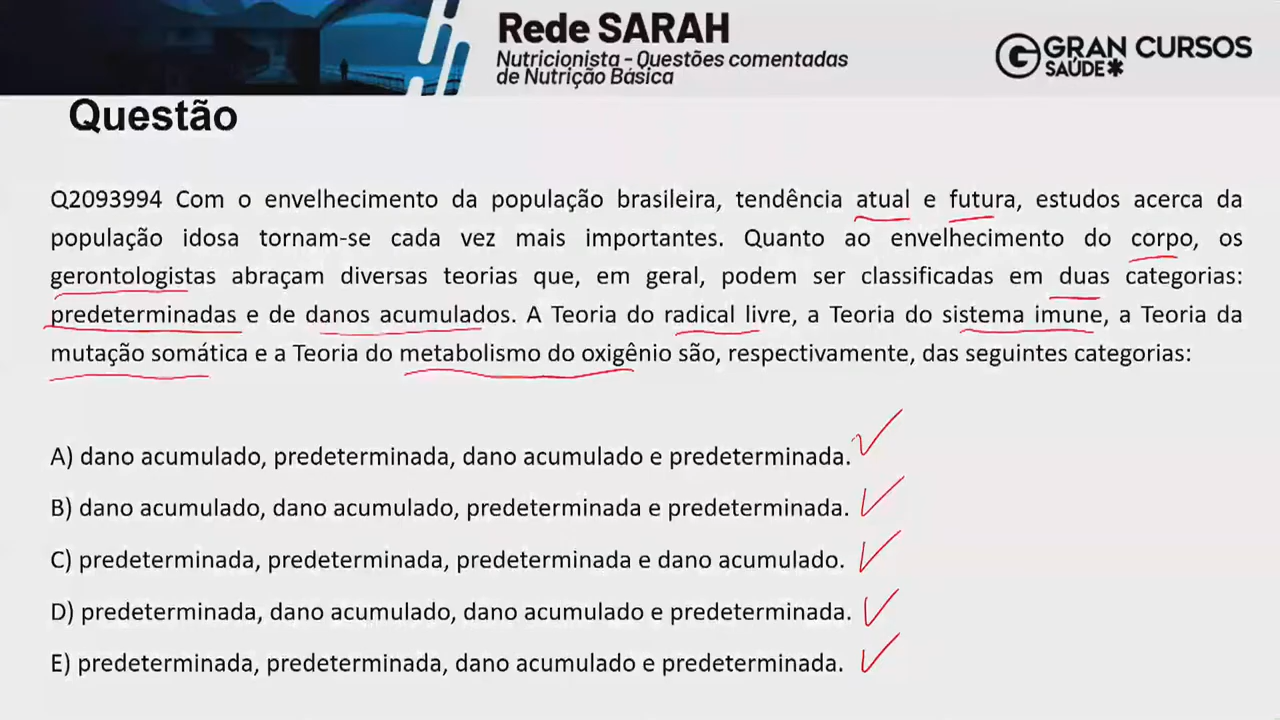 Rede SARAH
Nutricionista - Questões comentadas
de Nutrição Básica
GRAN CURSOS
SAÚDE
Questão
Q2093994 Com o envelhecimento da população brasileira, tendência atual e futura, estudos acerca da
população idosa tornam-se cada vez mais importantes. Quanto ao envelhecimento do corpo, os
gerontologistas abraçam diversas teorias que, em geral, podem ser classificadas em duas categorias:
predeterminadas e de danos acumulados. A Teoria do radical livre, a Teoria do sistema imune, a Teoria da
mutação somática e a Teoria do metabolismo do oxigênio são, respectivamente, das seguintes categorias:
A) dano acumulado, predeterminada, dano acumulado e predeterminada.
B) dano acumulado, dano acumulado, predeterminada e predeterminada.
C) predeterminada, predeterminada, predeterminada e dano acumulado.
D) predeterminada, dano acumulado, dano acumulado e predeterminada.
E) predeterminada, predeterminada, dano acumulado e predeterminada.